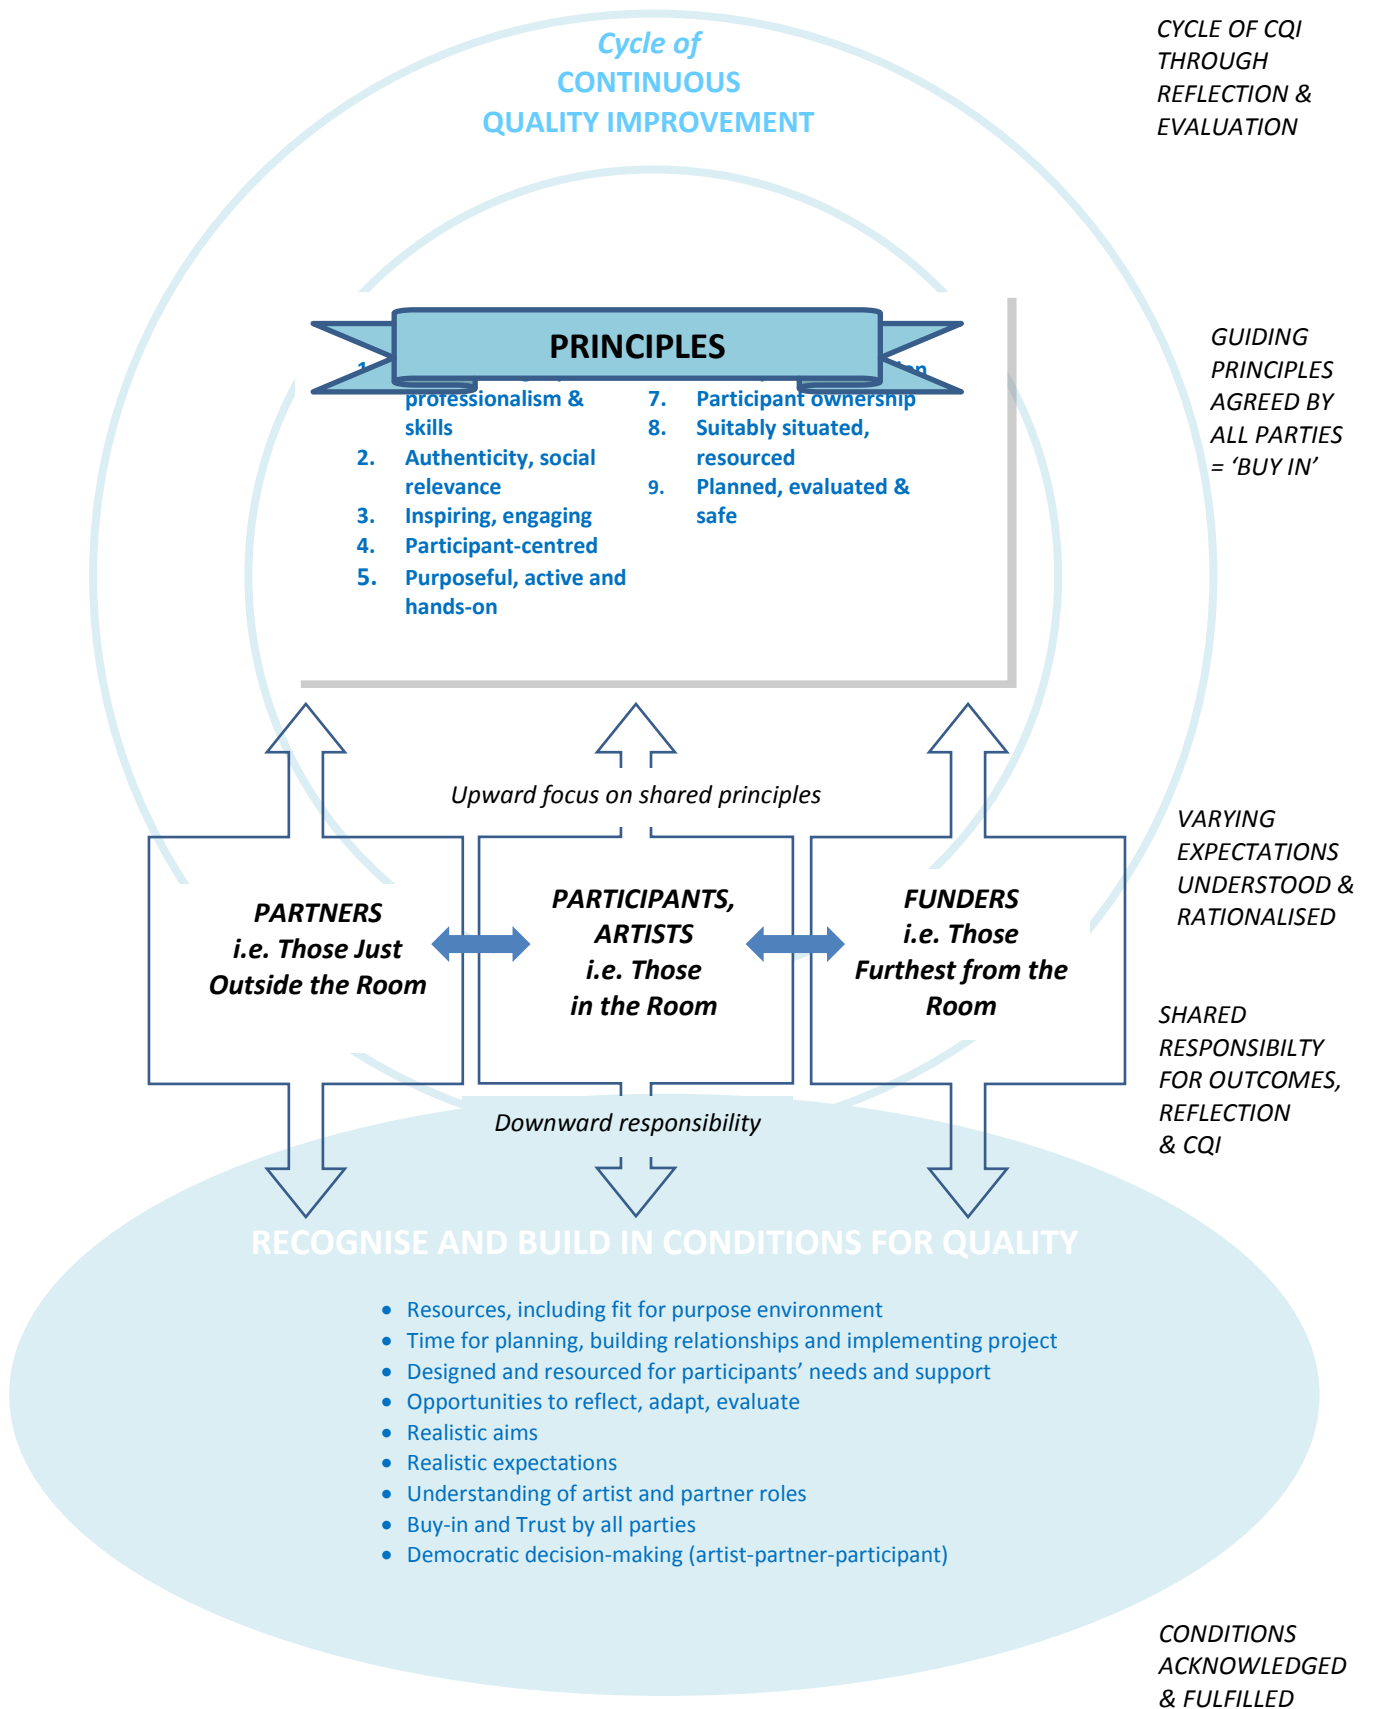 Cycle of
CONTINUOUS
QUALITY IMPROVEMENT
CYCLE OF CQI
THROUGH
REFLECTION &
EVALUATION
PRINCIPLES
professionalism &
skills
2. Authenticity, social
relevance
3. Inspiring, engaging
4. Participant-centred
5. Purposeful, active and
hands-on
7. Participant ownership
8. Suitably situated,
resourced
9. Planned, evaluated &
safe
GUIDING
PRINCIPLES
AGREED BY
ALL PARTIES
= ‘BUY IN’
Upward focus on shared principles
PARTNERS
i.e. Those Just
Outside the Room
PARTICIPANTS,
ARTISTS
i.e. Those
in the Room
FUNDERS
i.e. Those
Furthest from the
Room
VARYING
EXPECTATIONS
UNDERSTOOD &
RATIONALISED
SHARED
RESPONSIBILTY
FOR OUTCOMES,
REFLECTION
& CQI
Downward responsibility
RECOGNISE AND BUILD IN CONDITIONS FOR QUALITY
• Resources, including fit for purpose environment
• Time for planning, building relationships and implementing project
• Designed and resourced for participants’ needs and support
• Opportunities to reflect, adapt, evaluate
• Realistic aims
• Realistic expectations
• Understanding of artist and partner roles
• Buy-in and Trust by all parties
• Democratic decision-making (artist-partner-participant)
CONDITIONS
ACKNOWLEDGED
& FULFILLED